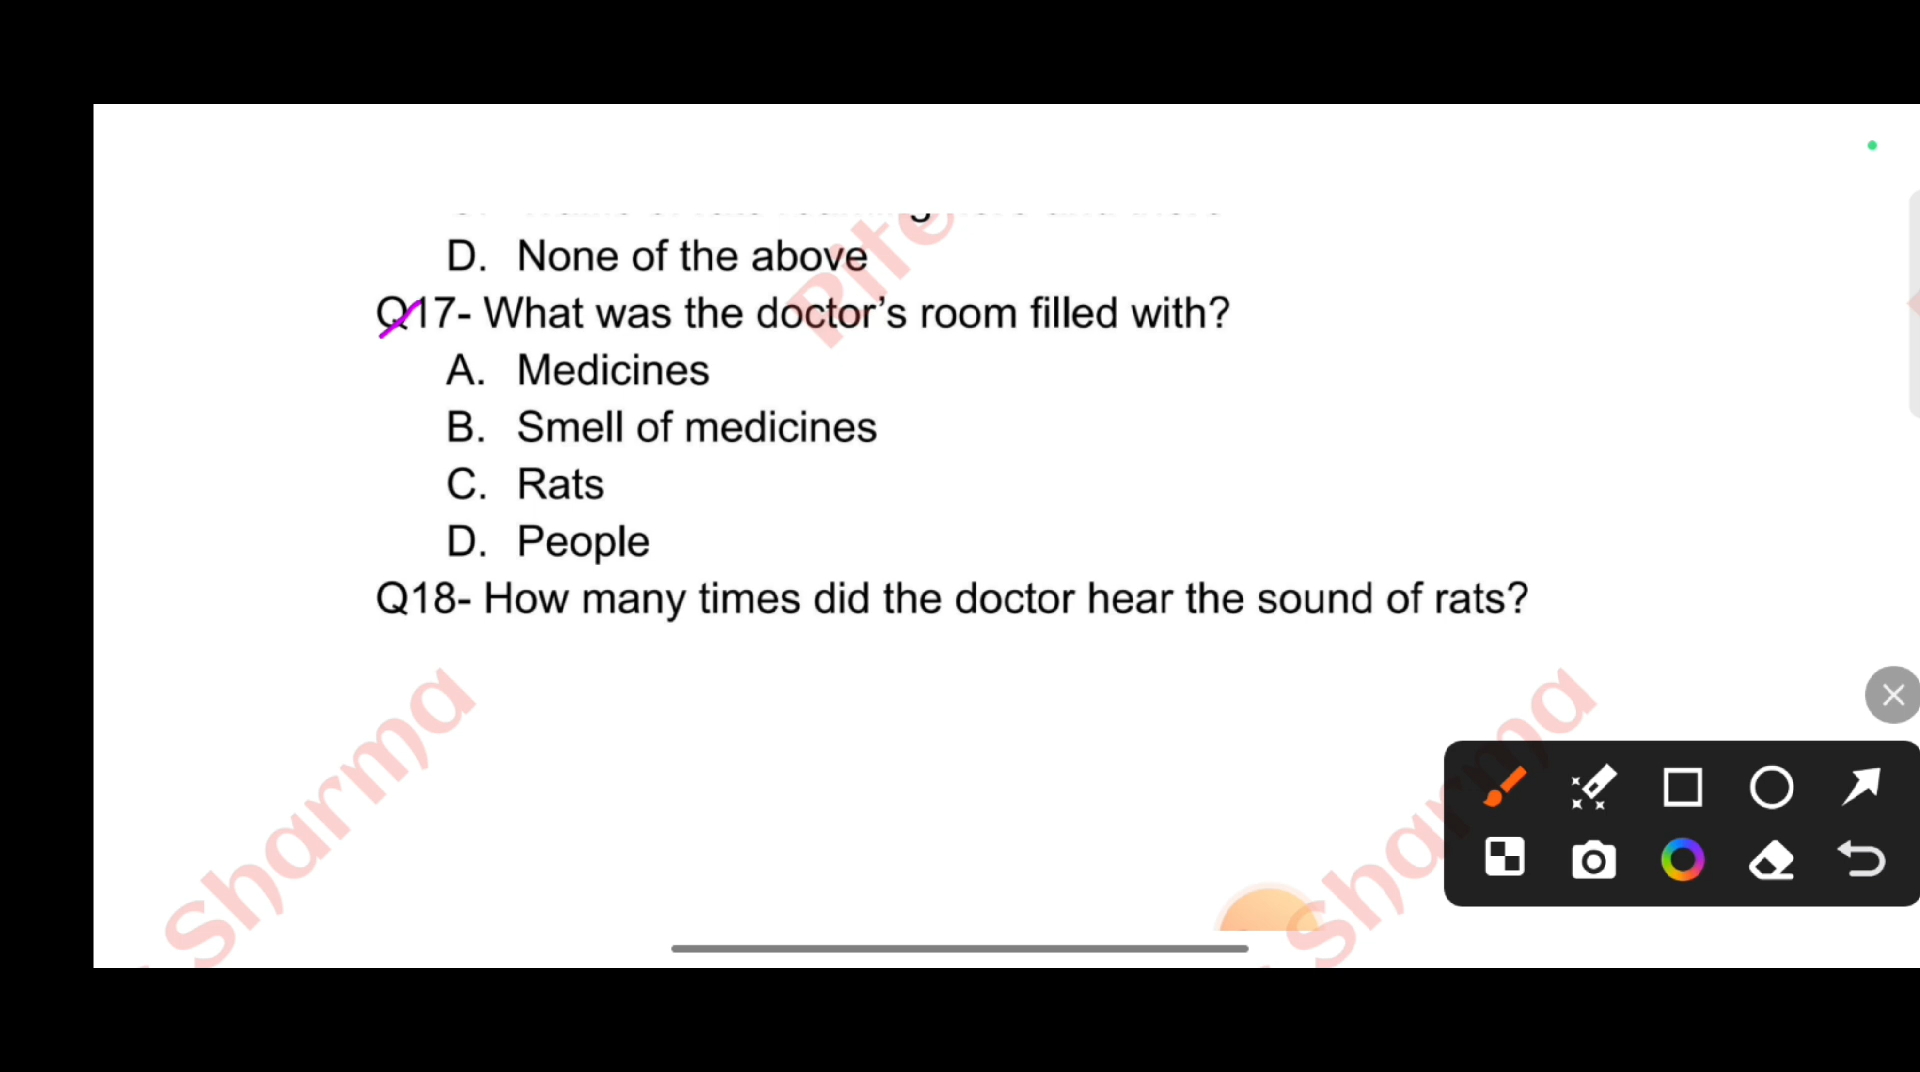 D. None of the above
Q17- What was the doctor's room filled with?
A. Medicines
B. Smell of medicines
C. Rats
D. People
Q18- How many times did the doctor hear the sound of rats?
Rite
Sharma
Sharma